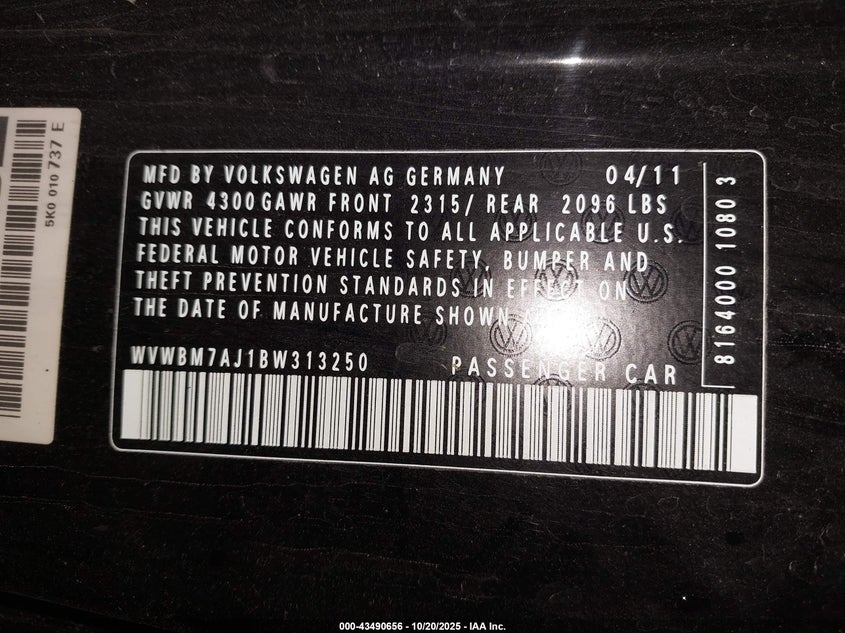 MFD BY VOLKSWAGEN AG GERMANY 04/11
GVWR 4300 GAWR FRONT 2315/ REAR 2096 LBS
THIS VEHICLE CONFORMS TO ALL APPLICABLE U.S.
FEDERAL MOTOR VEHICLE SAFETY, BUMPER AND
THEFT PREVENTION STANDARDS IN EFFECT ON
THE DATE OF MANUFACTURE SHOWN
WVWBM7AJ1BW313250 PASSENGER CAR
8164000 1080 3
5K0 010 737 E
000-43490656 - 10/20/2025 - IAA Inc.